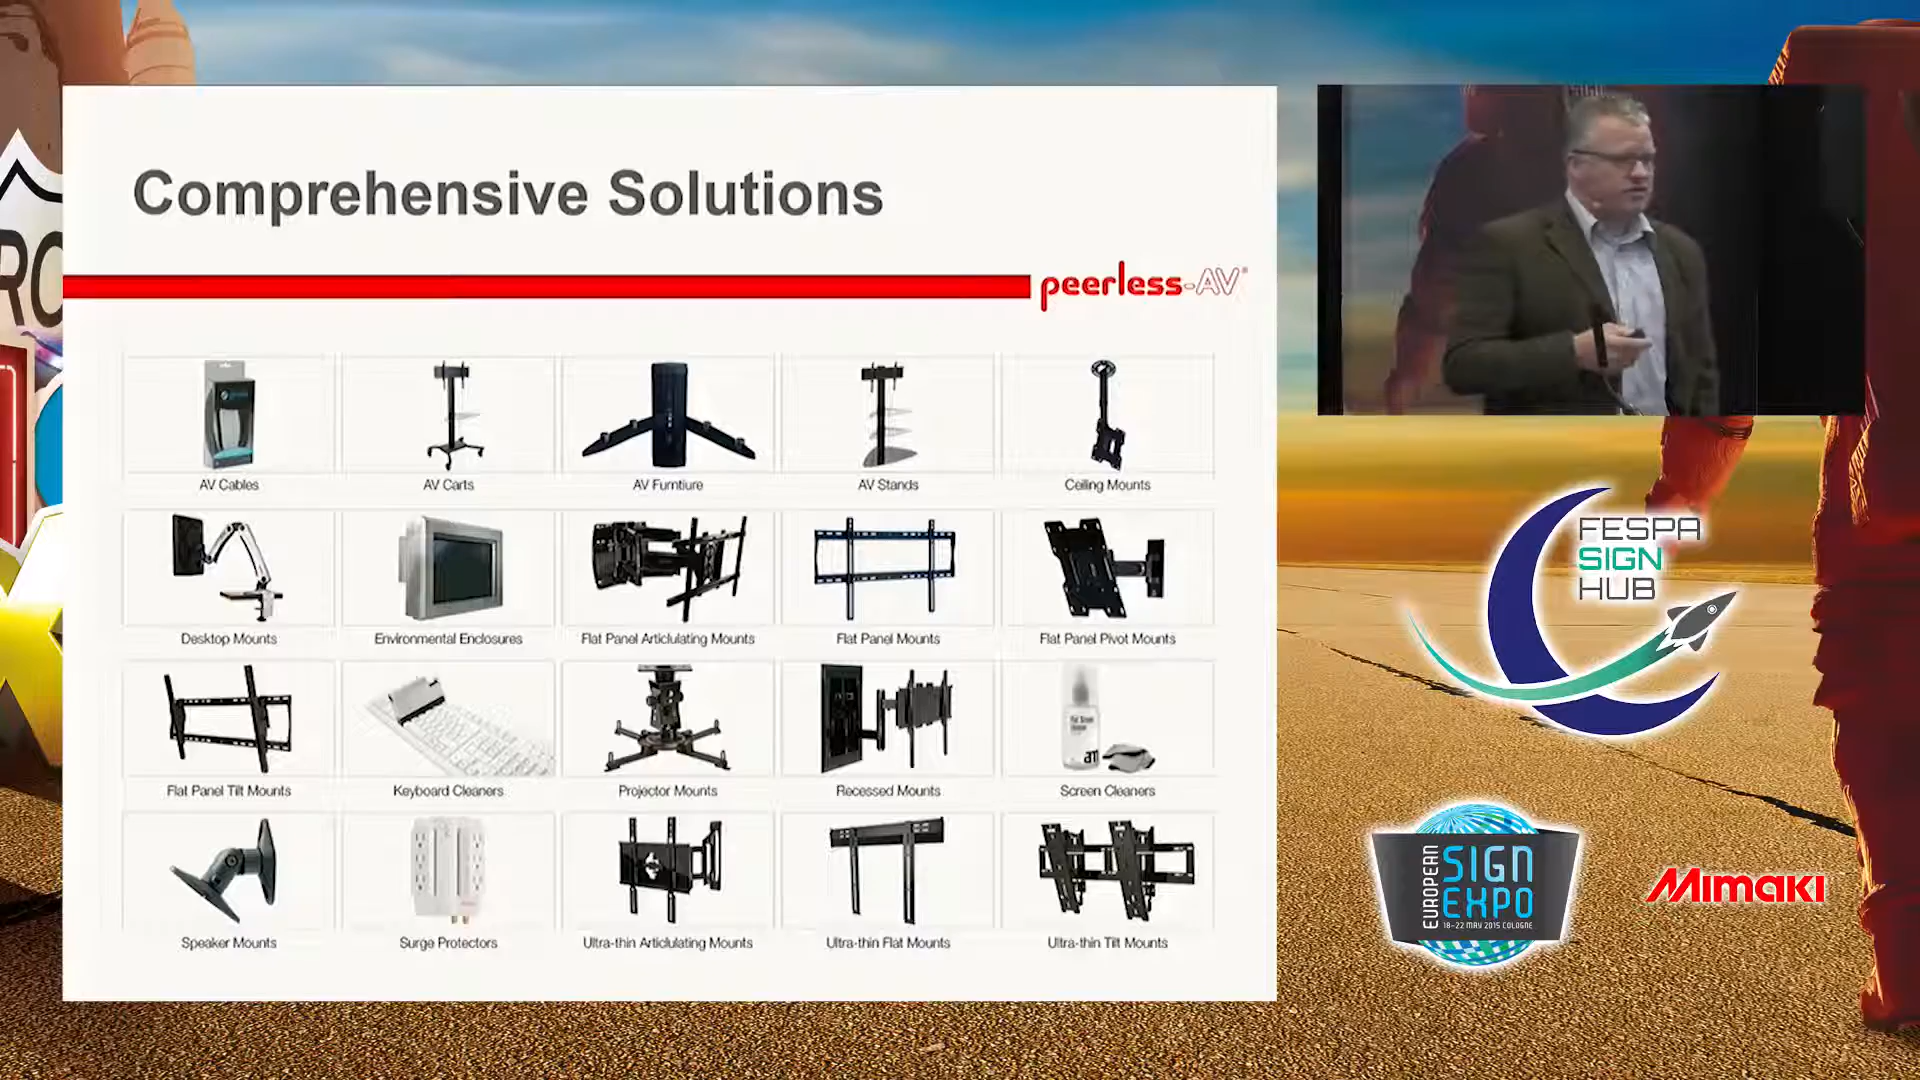 Comprehensive Solutions
peerless-AV®
AV Cables
AV Carts
AV Furntiure
AV Stands
Ceiling Mounts
Desktop Mounts
Environmental Enclosures
Flat Panel Articlulating Mounts
Flat Panel Mounts
Flat Panel Pivot Mounts
Flat Panel Tilt Mounts
Keyboard Cleaners
Projector Mounts
Recessed Mounts
Screen Cleaners
Speaker Mounts
Surge Protectors
Ultra-thin Articlulating Mounts
Ultra-thin Flat Mounts
Ultra-thin Tilt Mounts
FESPA
SIGN
HUB
EUROPEAN
SIGN
EXPO
18-22 MAY 2015 COLOGNE
Mimaki